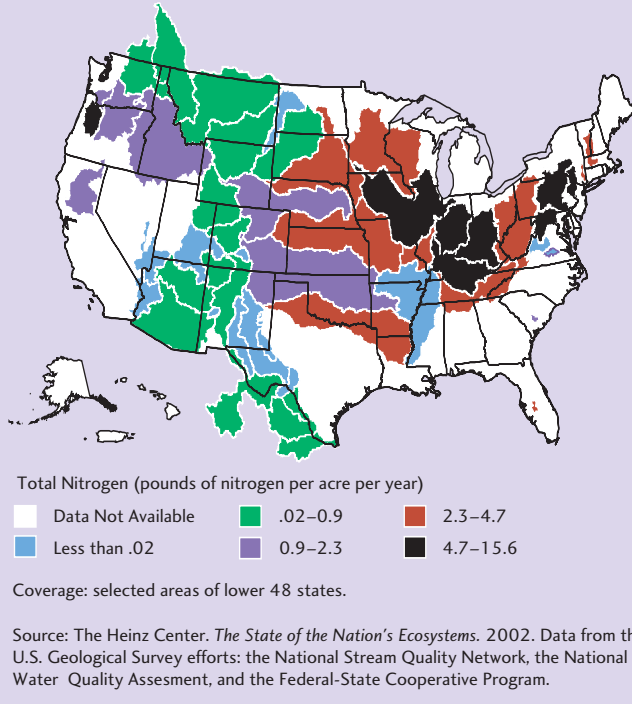 Total Nitrogen (pounds of nitrogen per acre per year)
Data Not Available .02–0.9 2.3–4.7
Less than .02 0.9–2.3 4.7–15.6
Coverage: selected areas of lower 48 states.
Source: The Heinz Center. The State of the Nation's Ecosystems. 2002. Data from th
U.S. Geological Survey efforts: the National Stream Quality Network, the National
Water Quality Assesment, and the Federal-State Cooperative Program.